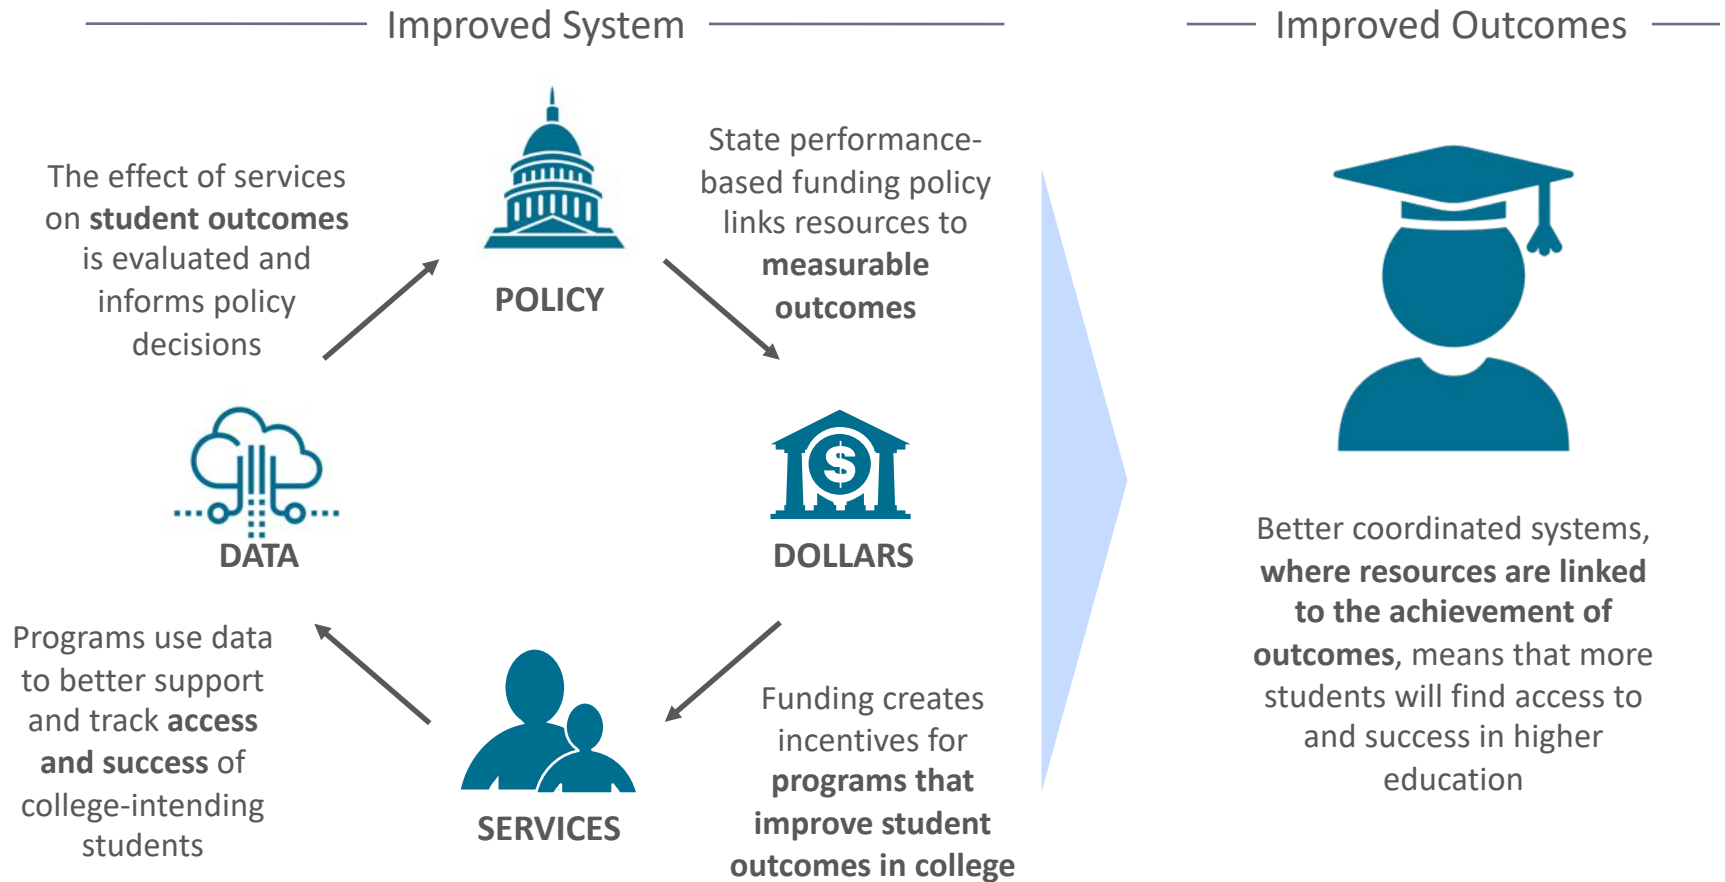 Improved System
Improved Outcomes
The effect of services
on student outcomes
is evaluated and
informs policy
decisions
POLICY
State performance-
based funding policy
links resources to
measurable
outcomes
DATA
$
DOLLARS
Programs use data
to better support
and track access
and success of
college-intending
students
SERVICES
Funding creates
incentives for
programs that
improve student
outcomes in college
Better coordinated systems,
where resources are linked
to the achievement of
outcomes, means that more
students will find access to
and success in higher
education